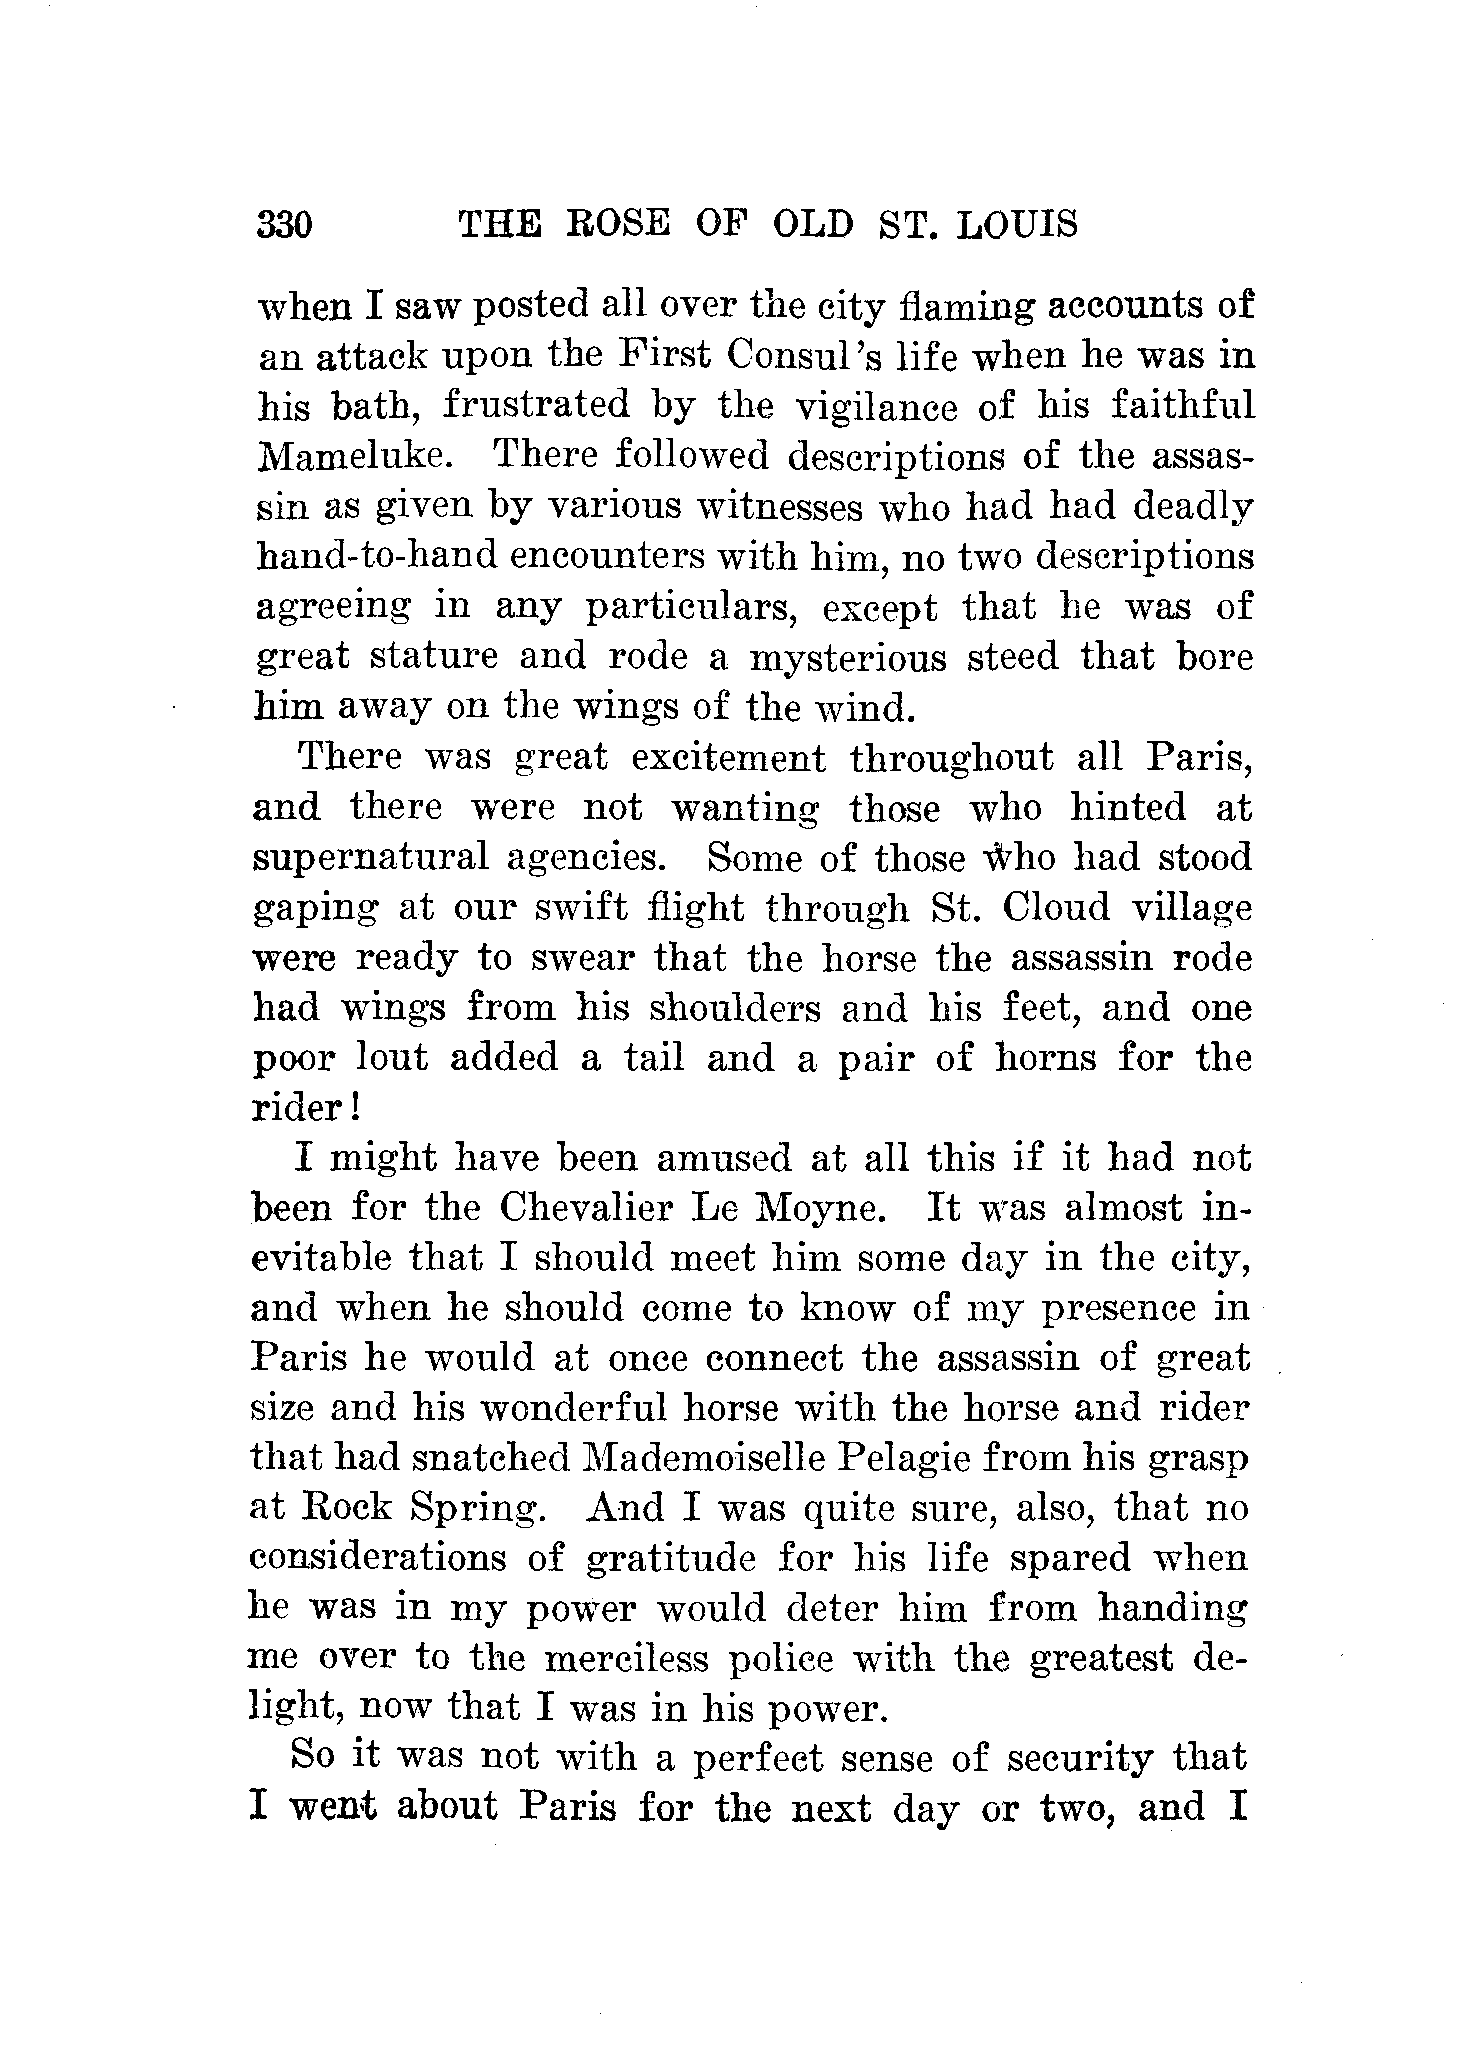 330 THE ROSE OF OLD ST. LOUIS
when I saw posted all over the city flaming accounts of
an attack upon the First Consul's life when he was in
his bath, frustrated by the vigilance of his faithful
Mameluke. There followed descriptions of the assas-
sin as given by various witnesses who had had deadly
hand-to-hand encounters with him, no two descriptions
agreeing in any particulars, except that he was of
great stature and rode a mysterious steed that bore
him away on the wings of the wind.
There was great excitement throughout all Paris,
and there were not wanting those who hinted at
supernatural agencies. Some of those who had stood
gaping at our swift flight through St. Cloud village
were ready to swear that the horse the assassin rode
had wings from his shoulders and his feet, and one
poor lout added a tail and a pair of horns for the
rider!
I might have been amused at all this if it had not
been for the Chevalier Le Moyne. It was almost in-
evitable that I should meet him some day in the city,
and when he should come to know of my presence in
Paris he would at once connect the assassin of great
size and his wonderful horse with the horse and rider
that had snatched Mademoiselle Pelagie from his grasp
at Rock Spring. And I was quite sure, also, that no
considerations of gratitude for his life spared when
he was in my power would deter him from handing
me over to the merciless police with the greatest de-
light, now that I was in his power.
So it was not with a perfect sense of security that
I went about Paris for the next day or two, and I